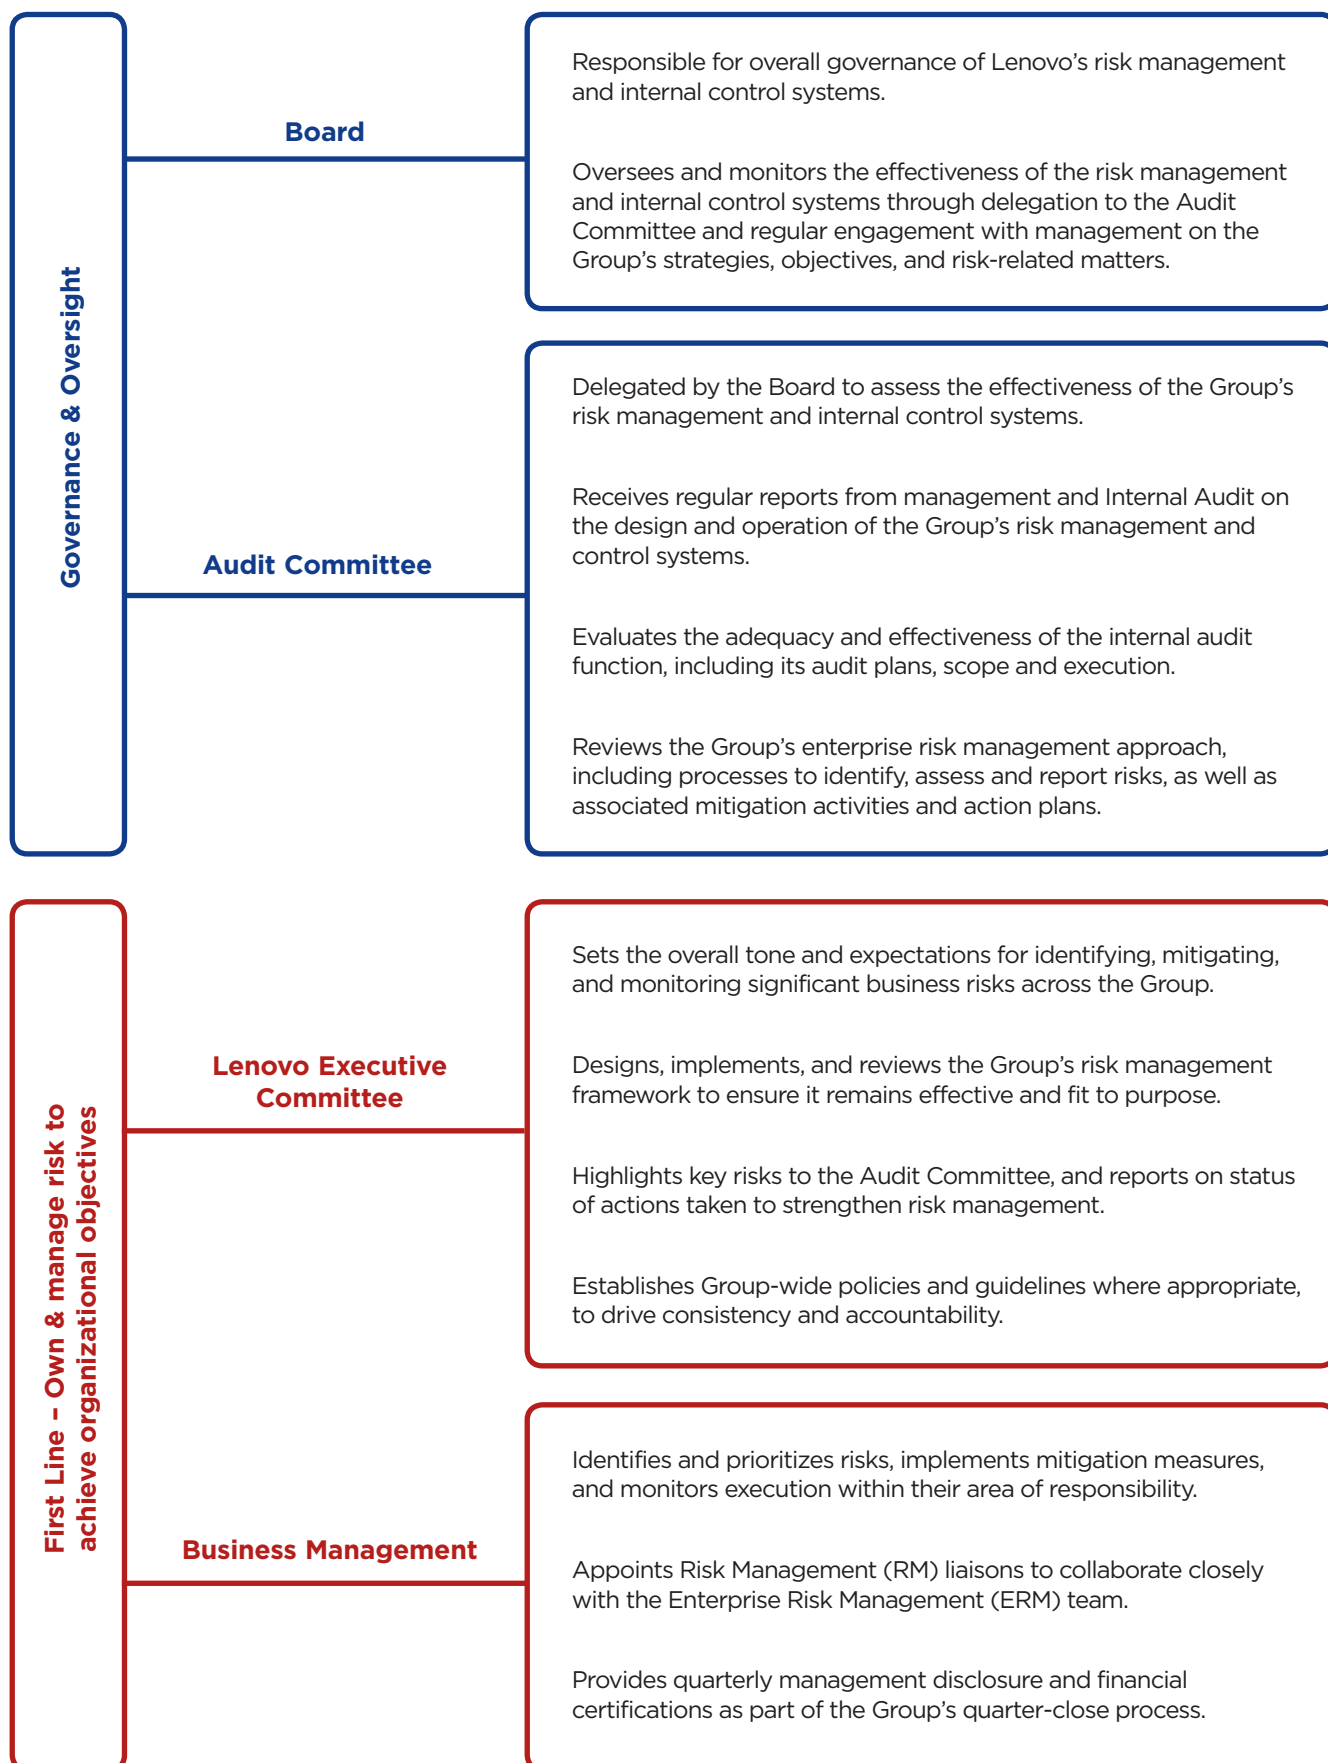 Governance & Oversight
Board
Responsible for overall governance of Lenovo’s risk management
and internal control systems.
Oversees and monitors the effectiveness of the risk management
and internal control systems through delegation to the Audit
Committee and regular engagement with management on the
Group’s strategies, objectives, and risk-related matters.
Audit Committee
Delegated by the Board to assess the effectiveness of the Group’s
risk management and internal control systems.
Receives regular reports from management and Internal Audit on
the design and operation of the Group’s risk management and
control systems.
Evaluates the adequacy and effectiveness of the internal audit
function, including its audit plans, scope and execution.
Reviews the Group’s enterprise risk management approach,
including processes to identify, assess and report risks, as well as
associated mitigation activities and action plans.
First Line – Own & manage risk to
achieve organizational objectives
Lenovo Executive
Committee
Sets the overall tone and expectations for identifying, mitigating,
and monitoring significant business risks across the Group.
Designs, implements, and reviews the Group’s risk management
framework to ensure it remains effective and fit to purpose.
Highlights key risks to the Audit Committee, and reports on status
of actions taken to strengthen risk management.
Establishes Group-wide policies and guidelines where appropriate,
to drive consistency and accountability.
Business Management
Identifies and prioritizes risks, implements mitigation measures,
and monitors execution within their area of responsibility.
Appoints Risk Management (RM) liaisons to collaborate closely
with the Enterprise Risk Management (ERM) team.
Provides quarterly management disclosure and financial
certifications as part of the Group’s quarter-close process.